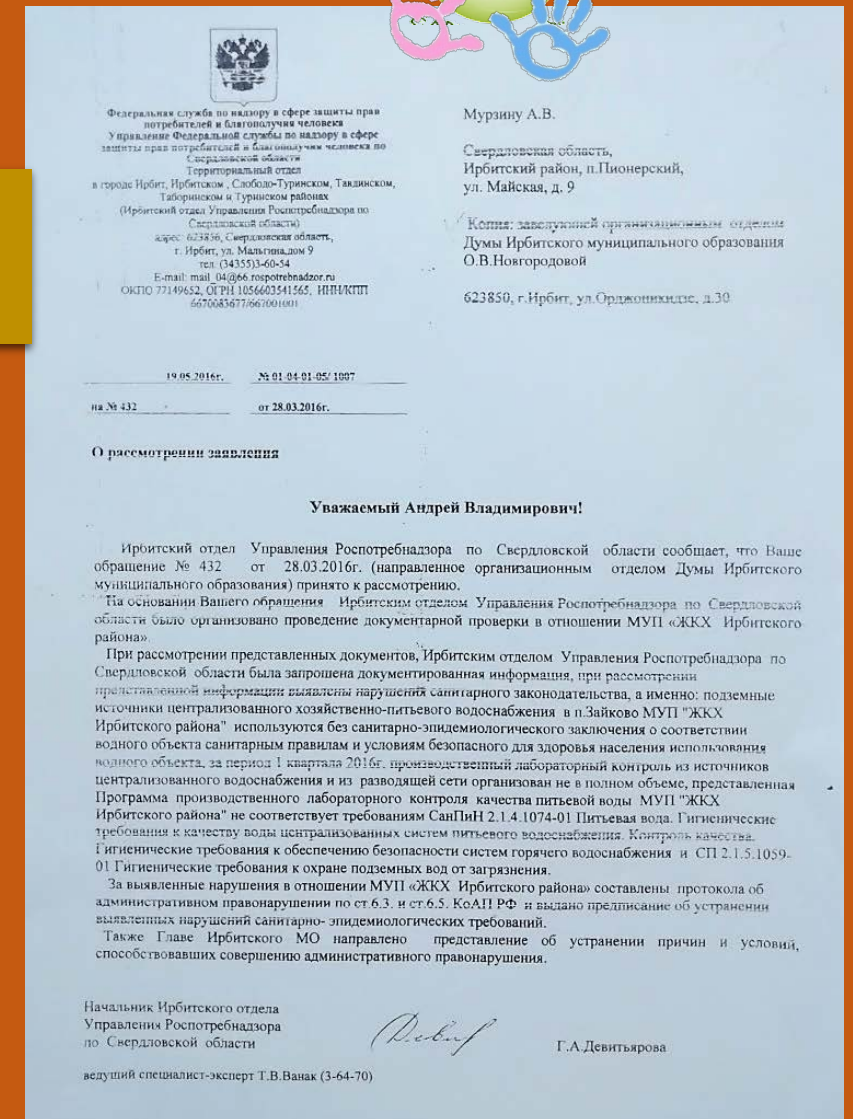 Федеральная служба по надзору в сфере защиты прав
потребителей и благополучия человека
Управление Федеральной службы по надзору в сфере
защиты прав потребителей и благополучия человека по
Свердловской области
Территориальный отдел
в городе Ирбит, Ирбитском , Слободо-Туринском, Тавдинском,
Таборинском и Туринском районах
(Ирбитский отдел Управления Роспотребнадзора по
Свердловской области)
адрес: 623856, Свердловская область,
г. Ирбит, ул. Мальгина,дом 9
тел. (34355)3-60-54
E-mail: mail_04@66.rospotrebnadzor.ru
ОКПО 77149652, ОГРН 1056603541565, ИНН/КПП
6670083677/667001001
Мурзину А.В.
Свердловская область,
Ирбитский район, п.Пионерский,
ул. Майская, д. 9
Копия: заведующей организационным отделом
Думы Ирбитского муниципального образования
О.В.Новгородовой
623850, г.Ирбит, ул.Орджоникидзе, д.30
19.05.2016г. № 01-04-01-05/ 1007
на № 432 от 28.03.2016г.
О рассмотрении заявления
Уважаемый Андрей Владимирович!
Ирбитский отдел Управления Роспотребнадзора по Свердловской области сообщает, что Ваше
обращение № 432 от 28.03.2016г. (направленное организационным отделом Думы Ирбитского
муниципального образования) принято к рассмотрению.
На основании Вашего обращения Ирбитским отделом Управления Роспотребнадзора по Свердловской
области было организовано проведение документарной проверки в отношении МУП «ЖКХ Ирбитского
района».
При рассмотрении представленных документов, Ирбитским отделом Управления Роспотребнадзора по
Свердловской области была запрошена документированная информация, при рассмотрении
представленной информации выявлены нарушения санитарного законодательства, а именно: подземные
источники централизованного хозяйственно-питьевого водоснабжения в п.Зайково МУП "ЖКХ
Ирбитского района" используются без санитарно-эпидемиологического заключения о соответствии
водного объекта санитарным правилам и условиям безопасного для здоровья населения использования
водного объекта, за период 1 квартала 2016г. производственный лабораторный контроль из источников
централизованного водоснабжения и из разводящей сети организован не в полном объеме, представленная
Программа производственного лабораторного контроля качества питьевой воды МУП "ЖКХ
Ирбитского района" не соответствует требованиям СанПиН 2.1.4.1074-01 Питьевая вода. Гигиенические
требования к качеству воды централизованных систем питьевого водоснабжения. Контроль качества.
Гигиенические требования к обеспечению безопасности систем горячего водоснабжения и СП 2.1.5.1059-
01 Гигиенические требования к охране подземных вод от загрязнения.
За выявленные нарушения в отношении МУП «ЖКХ Ирбитского района» составлены протокола об
административном правонарушении по ст.6.3. и ст.6.5. КоАП РФ и выдано предписание об устранении
выявленных нарушений санитарно- эпидемиологических требований.
Также Главе Ирбитского МО направлено представление об устранении причин и условий,
способствовавших совершению административного правонарушения.
Начальник Ирбитского отдела
Управления Роспотребнадзора
по Свердловской области
Г.А.Девитьярова
ведущий специалист-эксперт Т.В.Ванак (3-64-70)